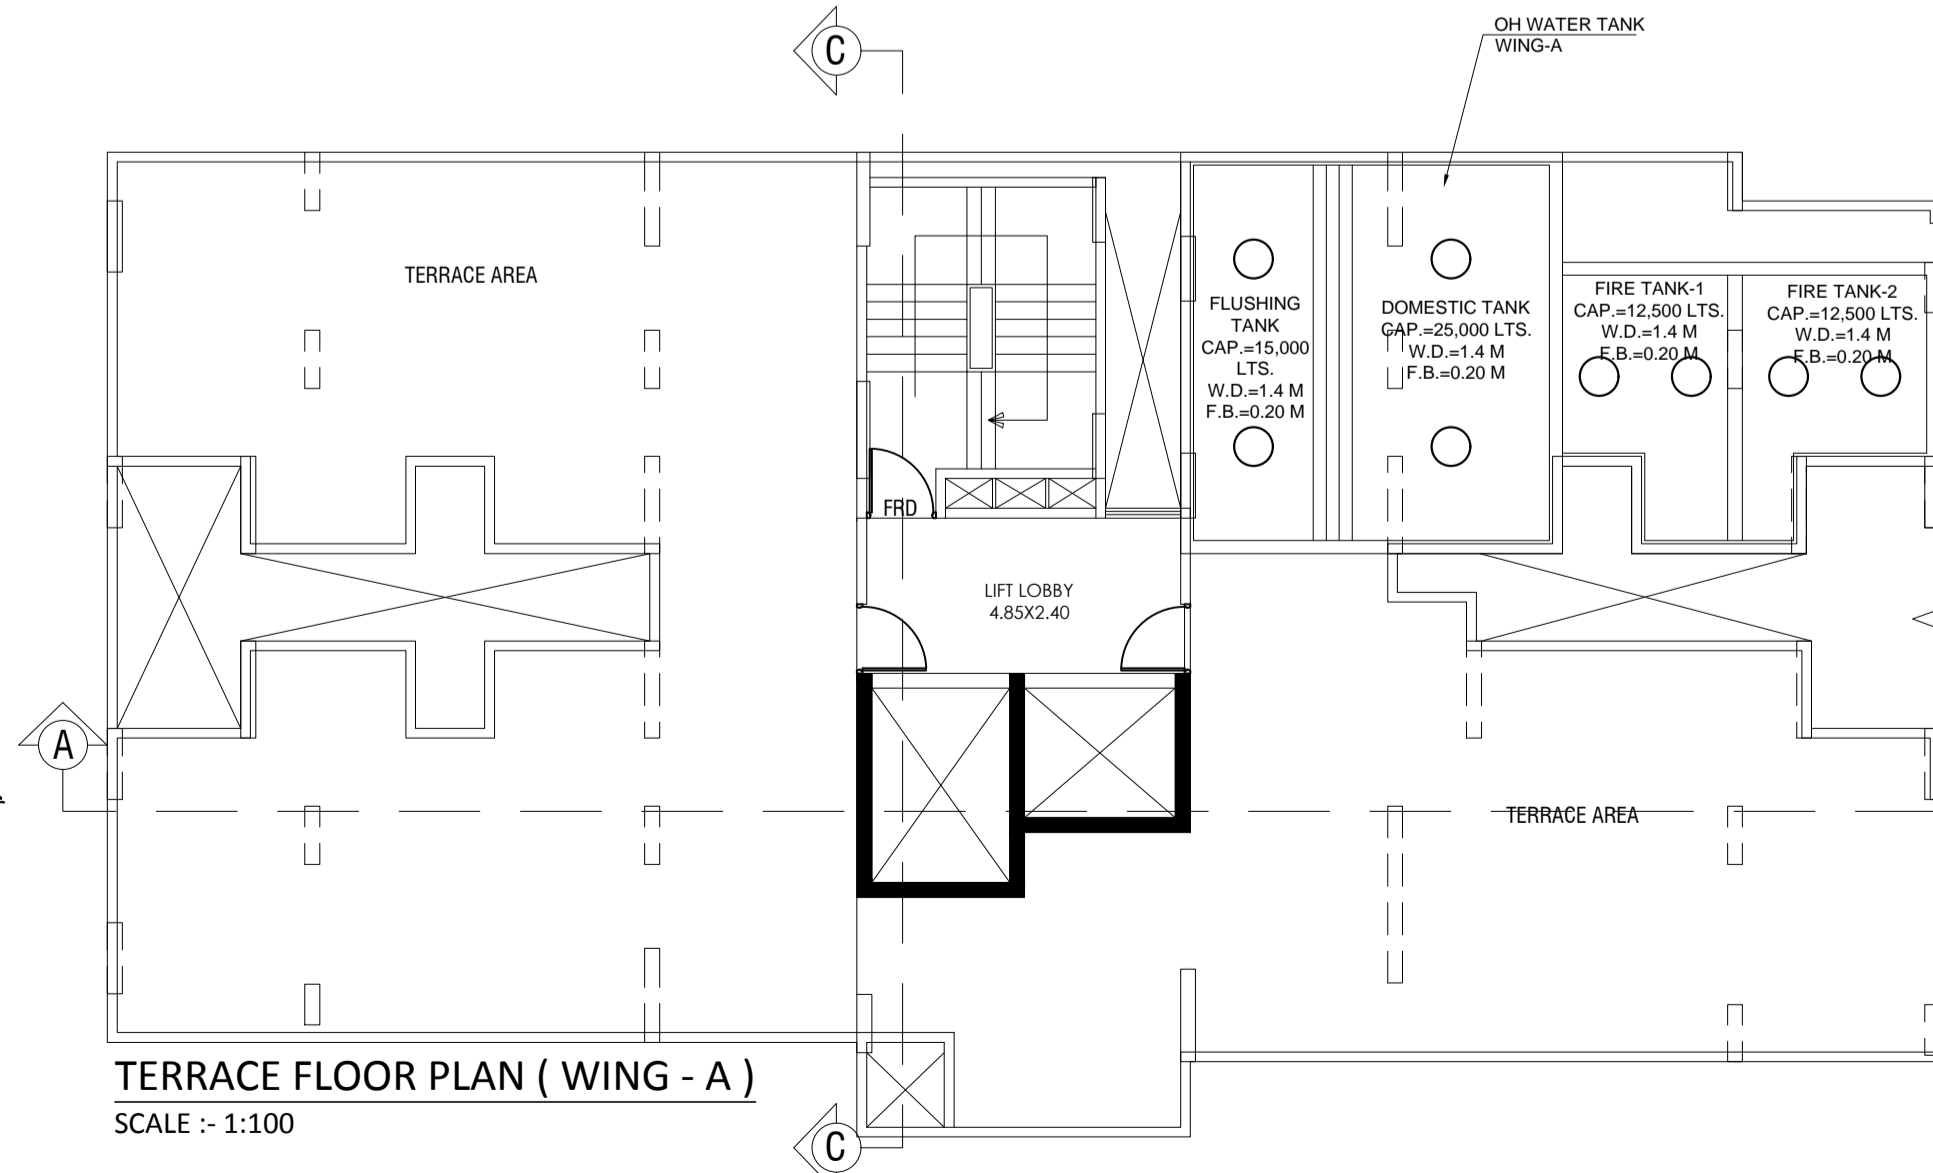 C
OH WATER TANK
WING-A
TERRACE AREA
FLUSHING
TANK
CAP.=15,000
LTS.
W.D.=1.4 M
F.B.=0.20 M
DOMESTIC TANK
CAP.=25,000 LTS.
W.D.=1.4 M
F.B.=0.20 M
FIRE TANK-1
CAP.=12,500 LTS.
W.D.=1.4 M
F.B.=0.20 M
FIRE TANK-2
CAP.=12,500 LTS.
W.D.=1.4 M
F.B.=0.20 M
FRD
LIFT LOBBY
4.85X2.40
A
TERRACE AREA
TERRACE FLOOR PLAN ( WING - A )
SCALE :- 1:100
C